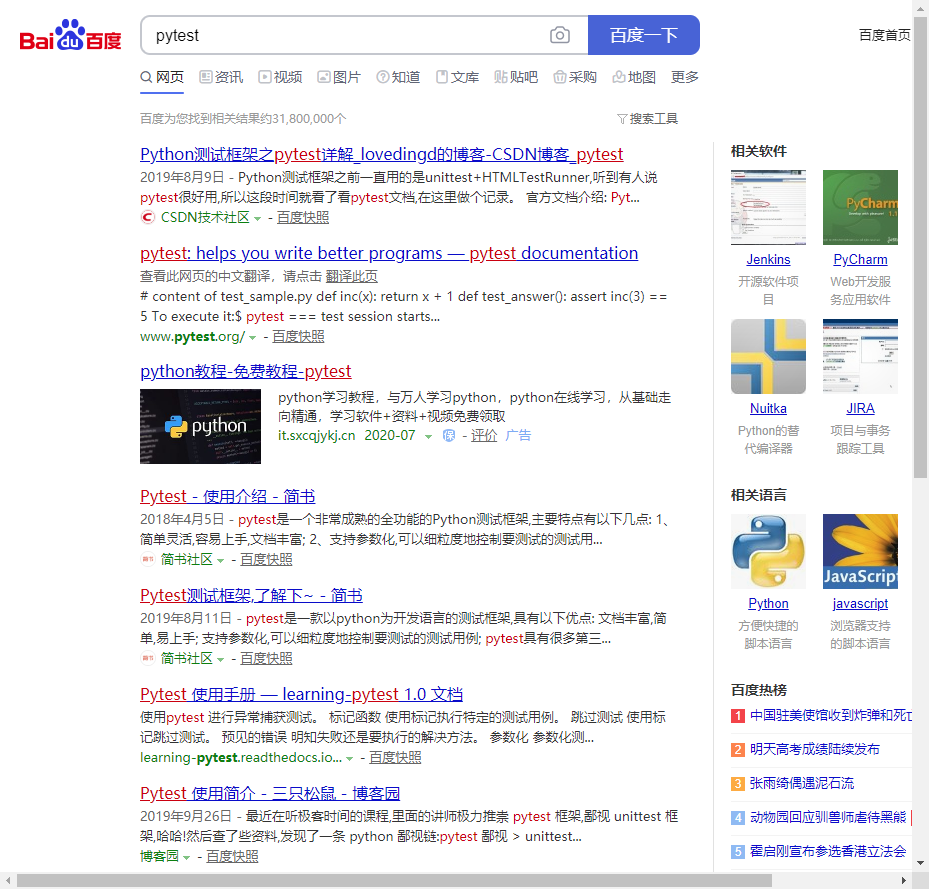 Bai du 百度
pytest
百度一下
百度首页
网页 资讯 视频 图片 知道 文库 贴吧 采购 地图 更多
百度为您找到相关结果约31,800,000个
搜索工具
Python测试框架之pytest详解_lovedingd的博客-CSDN博客_pytest
2019年8月9日 - Python测试框架之前一直用的是unittest+HTMLTestRunner,听到有人说
pytest很好用,所以这段时间就看了看pytest文档,在这里做个记录。 官方文档介绍: Pyt...
CSDN技术社区 - 百度快照
pytest: helps you write better programs — pytest documentation
查看此网页的中文翻译，请点击 翻译此页
# content of test_sample.py def inc(x): return x + 1 def test_answer(): assert inc(3) ==
5 To execute it:$ pytest === test session starts...
www.pytest.org/ - 百度快照
python教程-免费教程-pytest
python
python学习教程，与万人学习python，python在线学习，从基础走
向精通，学习软件+资料+视频免费领取
it.sxcqjykj.cn 2020-07 保 - 评价 广告
Pytest - 使用介绍 - 简书
2018年4月5日 - pytest是一个非常成熟的全功能的Python测试框架,主要特点有以下几点: 1、
简单灵活,容易上手,文档丰富; 2、支持参数化,可以细粒度地控制要测试的测试用...
简书社区 - 百度快照
Pytest测试框架,了解下~ - 简书
2019年8月11日 - pytest是一款以python为开发语言的测试框架,具有以下优点: 文档丰富,简
单,易上手; 支持参数化,可以细粒度地控制要测试的测试用例; pytest具有很多第三...
简书社区 - 百度快照
Pytest 使用手册 — learning-pytest 1.0 文档
使用pytest 进行异常捕获测试。 标记函数 使用标记执行特定的测试用例。 跳过测试 使用标
记跳过测试。 预见的错误 明知失败还是要执行的解决方法。 参数化 参数化测...
learning-pytest.readthedocs.io... - 百度快照
Pytest 使用简介 - 三只松鼠 - 博客园
2019年9月26日 - 最近在听极客时间的课程,里面的讲师极力推崇 pytest 框架,鄙视 unittest 框
架,哈哈!然后查了些资料,发现了一条 python 鄙视链:pytest 鄙视 > unittest...
博客园 - 百度快照
相关软件
PyCharm
Jenkins PyCharm
开源软件项 Web开发服
目 务应用软件
Nuitka JIRA
Python的替 项目与事务
代编译器 跟踪工具
相关语言
JavaScript
Python javascript
方便快捷的 浏览器支持
脚本语言 的脚本语言
百度热榜
1 中国驻美使馆收到炸弹和死亡
2 明天高考成绩陆续发布
3 张雨绮偶遇泥石流
4 动物园回应驯兽师虐待黑熊
5 霍启刚宣布参选香港立法会